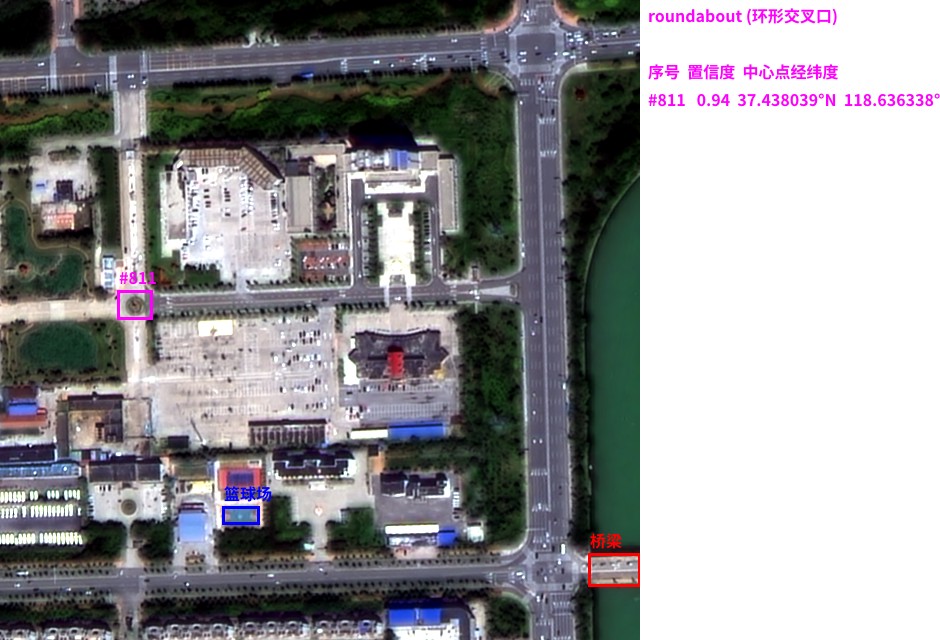 roundabout (环形交叉口)
序号 置信度 中心点经纬度
#811 0.94 37.438039°N 118.636338°
#811
篮球场
桥梁